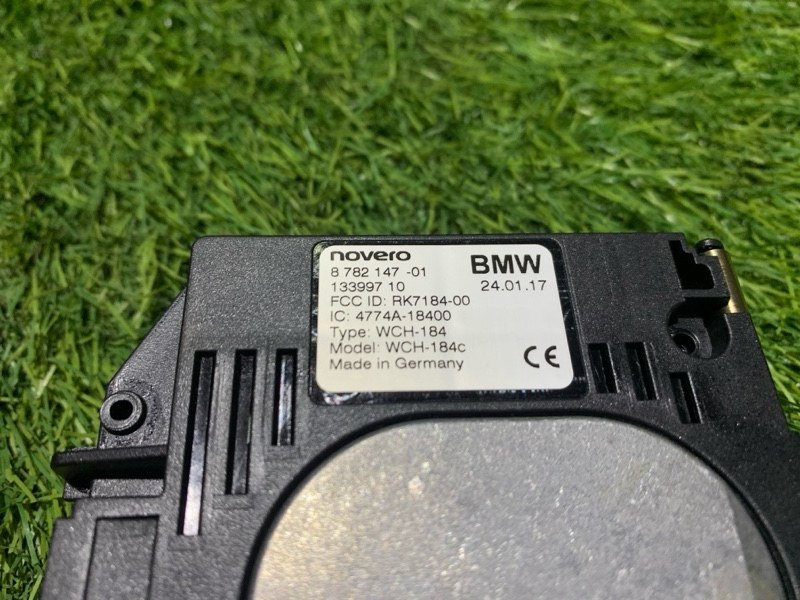 novero
8 782 147 -01
133997 10
FCC ID: RK7184-00
IC: 4774A-18400
Type: WCH-184
Model: WCH-184c
Made in Germany
BMW
24.01.17
CE